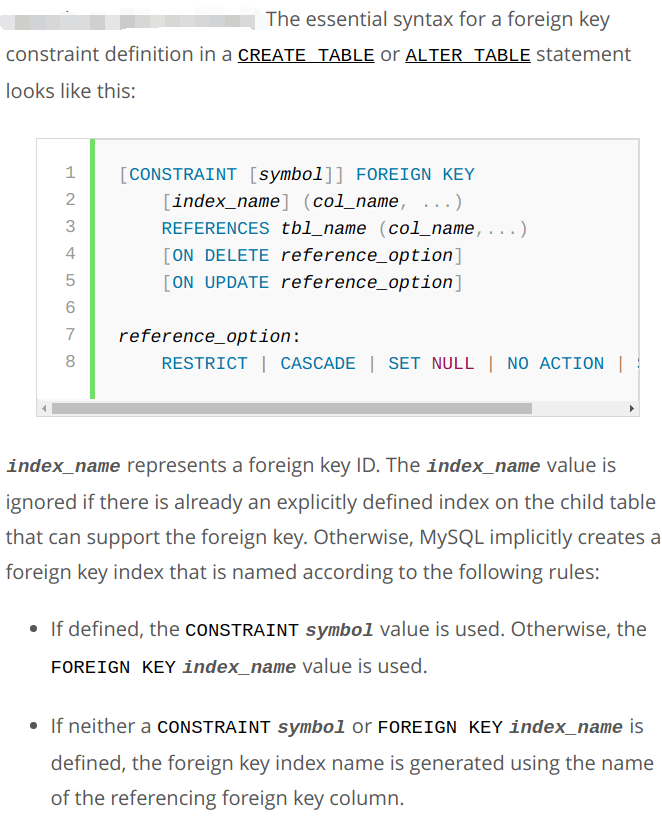 The essential syntax for a foreign key
constraint definition in a CREATE TABLE or ALTER TABLE statement
looks like this:
1 [CONSTRAINT [symbol]] FOREIGN KEY
2 [index_name] (col_name, ...)
3 REFERENCES tbl_name (col_name,...)
4 [ON DELETE reference_option]
5 [ON UPDATE reference_option]
6
7 reference_option:
8 RESTRICT | CASCADE | SET NULL | NO ACTION |
index_name represents a foreign key ID. The index_name value is
ignored if there is already an explicitly defined index on the child table
that can support the foreign key. Otherwise, MySQL implicitly creates a
foreign key index that is named according to the following rules:
• If defined, the CONSTRAINT symbol value is used. Otherwise, the
FOREIGN KEY index_name value is used.
• If neither a CONSTRAINT symbol or FOREIGN KEY index_name is
defined, the foreign key index name is generated using the name
of the referencing foreign key column.